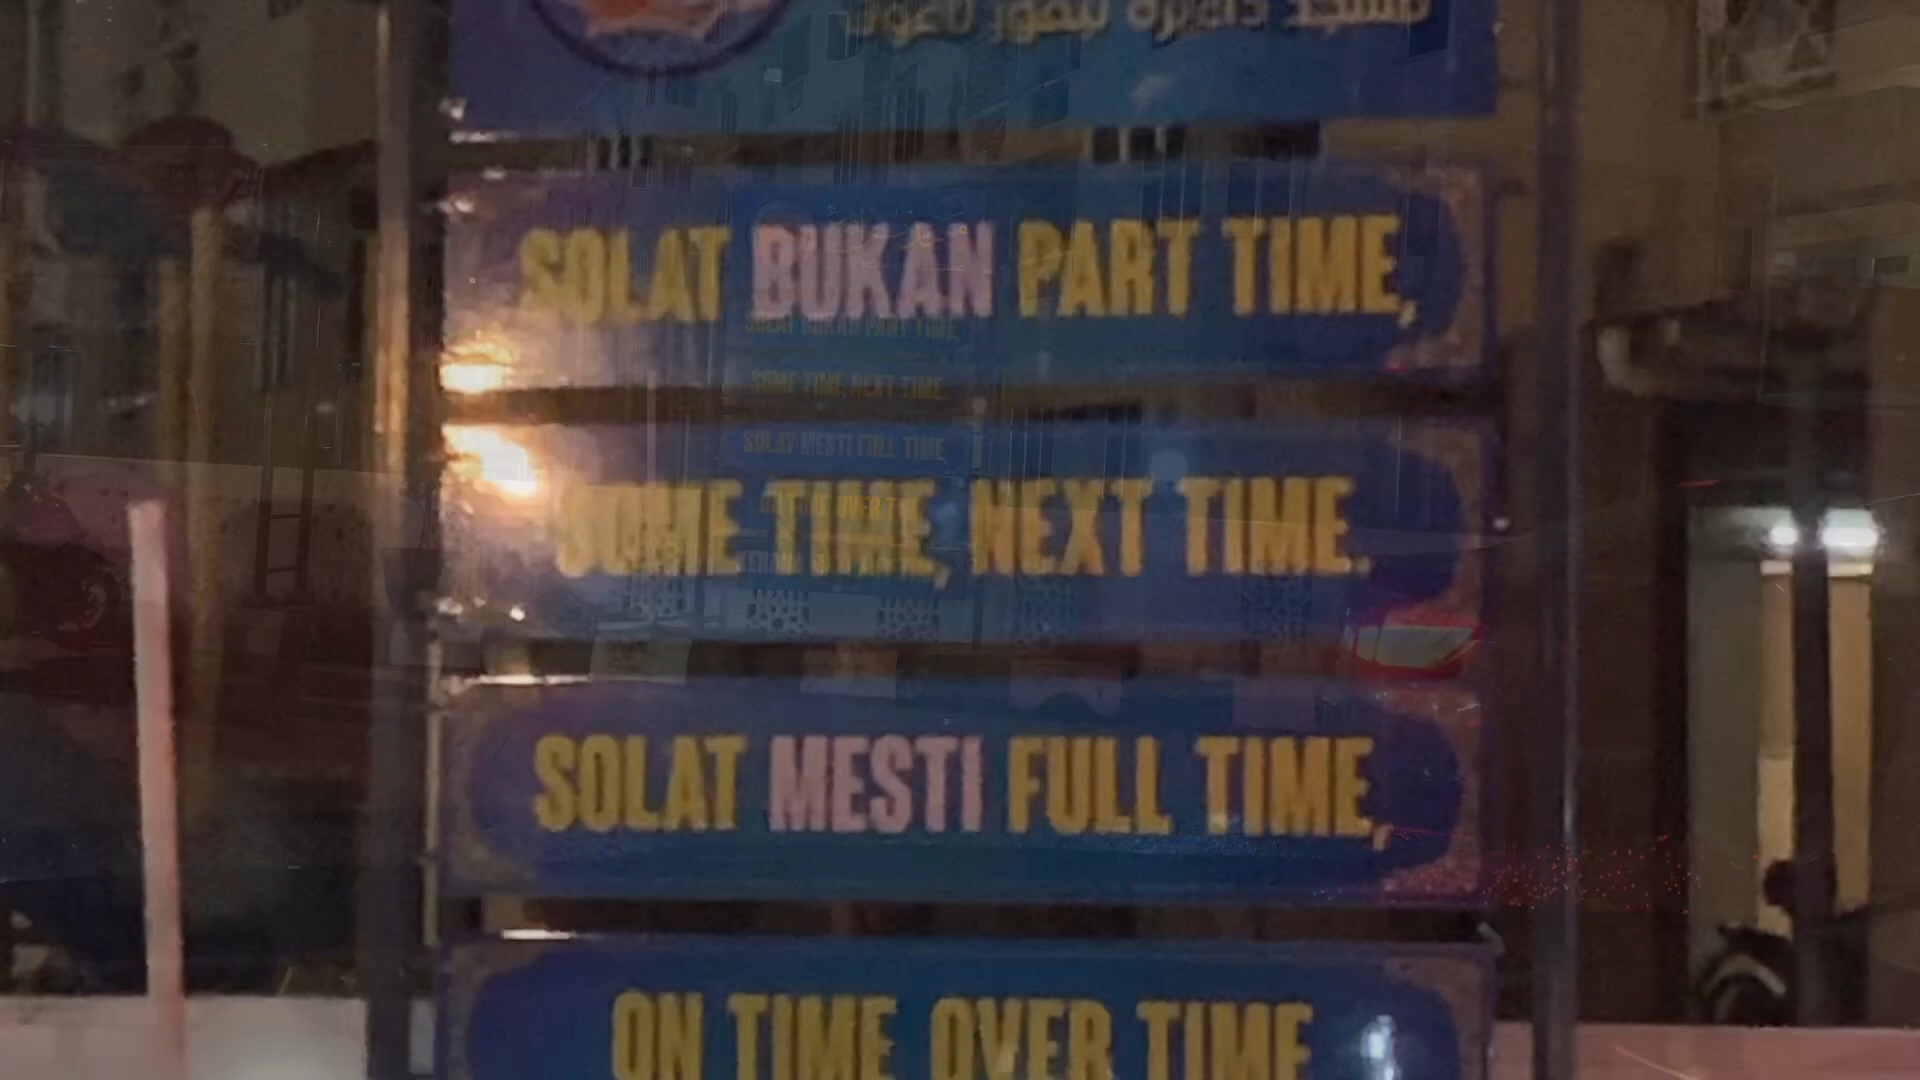 SOLAT BUKAN PART TIME,
SOME TIME, NEXT TIME.
SOLAT MESTI FULL TIME,
ON TIME OVER TIME